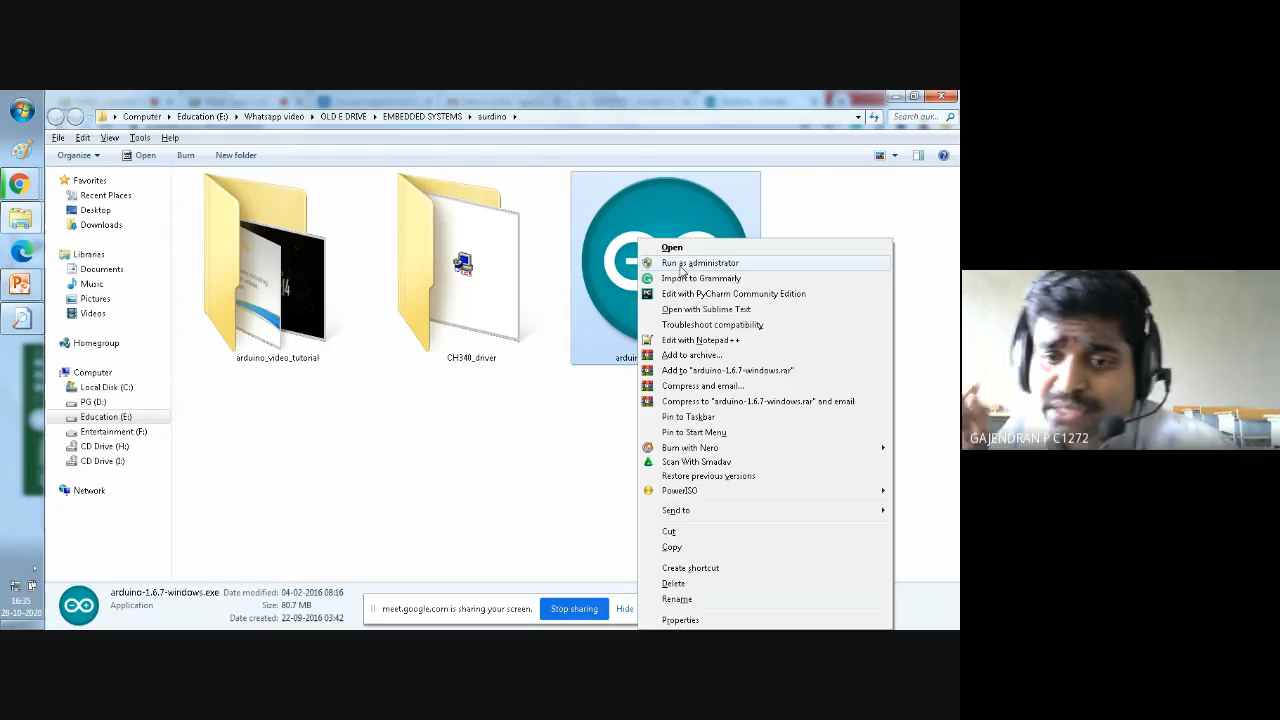 Computer ▸ Education (E:) ▸ Whatsapp video ▸ OLD E DRIVE ▸ EMBEDDED SYSTEMS ▸ aurdino ▸
Search aur...
File Edit View Tools Help
Organize Open Burn New folder
Favorites
Recent Places
Desktop
Downloads
Libraries
Documents
Music
Pictures
Videos
Homegroup
Computer
Local Disk (C:)
PG (D:)
Education (E:)
Entertainment (F:)
CD Drive (H:)
CD Drive (I:)
Network
arduino_video_tutorial
CH340_driver
Open
Run as administrator
Import to Grammarly
Edit with PyCharm Community Edition
Open with Sublime Text
Troubleshoot compatibility
Edit with Notepad++
Add to archive...
Add to "arduino-1.6.7-windows.rar"
Compress and email...
Compress to "arduino-1.6.7-windows.rar" and email
Pin to Taskbar
Pin to Start Menu
Burn with Nero
Scan With Smadav
Restore previous versions
PowerISO
Send to
Cut
Copy
Create shortcut
Delete
Rename
Properties
arduino-1.6.7-windows.exe Date modified: 04-02-2016 08:16
Application Size: 80.7 MB
Date created: 22-09-2016 03:42
meet.google.com is sharing your screen. Stop sharing Hide
16:35
28-10-2020
GAJENDRAN P C1272